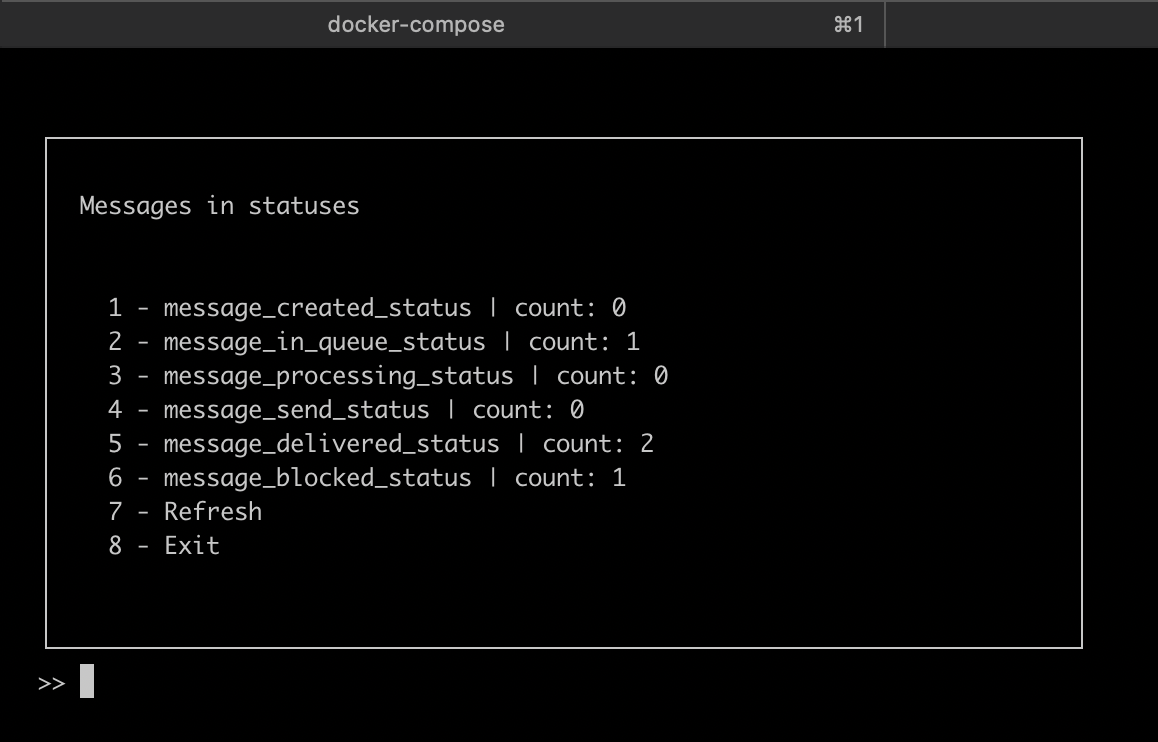 docker-compose ⌘1
Messages in statuses
1 - message_created_status | count: 0
2 - message_in_queue_status | count: 1
3 - message_processing_status | count: 0
4 - message_send_status | count: 0
5 - message_delivered_status | count: 2
6 - message_blocked_status | count: 1
7 - Refresh
8 - Exit
>>